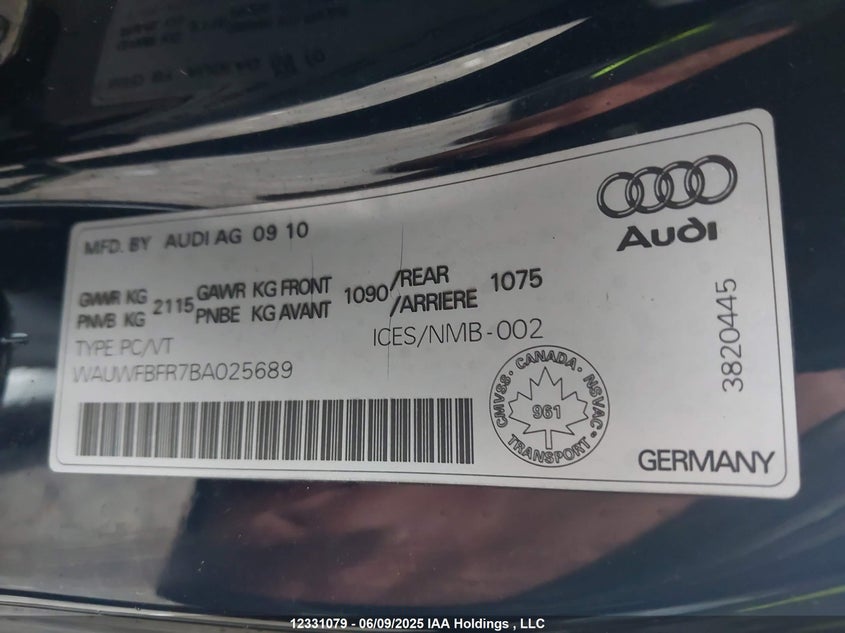 Audi
MFD. BY AUDI AG 09 10
GWWR KG 2115 GAWR KG FRONT 1090 /REAR 1075
PNVB KG PNBE KG AVANT /ARRIERE
TYPE PC/VT ICES/NMB-002
WAUWFBFR7BA025689
3820445
CMVSS. CANADA. NSVAC
961
TRANSPORT
GERMANY
12331079 - 06/09/2025 IAA Holdings , LLC